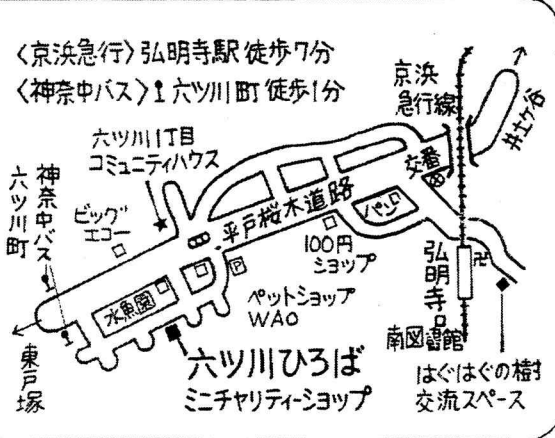 〈京浜急行〉弘明寺駅徒歩7分
〈神奈中バス〉六ツ川町徒歩1分
京浜
急行線
井土ケ谷
六ツ川1丁目
コミュニティハウス
交番
神奈中バス
六ツ川町
ビッグ
エコー
平戸桜木道路
パジ
100円
ショップ
弘明寺
P
水魚園
ペットショップ
WAO
南図書館
六ツ川ひろば
ミニチャリティーショップ
東戸塚
はぐはぐの樹
交流スペース